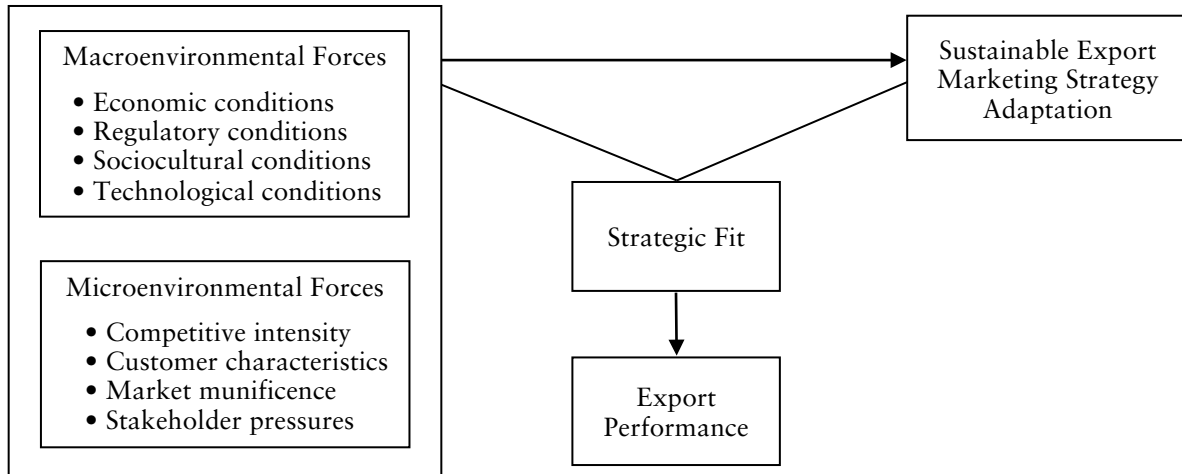 Macroenvironmental Forces
• Economic conditions
• Regulatory conditions
• Sociocultural conditions
• Technological conditions
Microenvironmental Forces
• Competitive intensity
• Customer characteristics
• Market munificence
• Stakeholder pressures
Sustainable Export
Marketing Strategy
Adaptation
Strategic Fit
Export
Performance